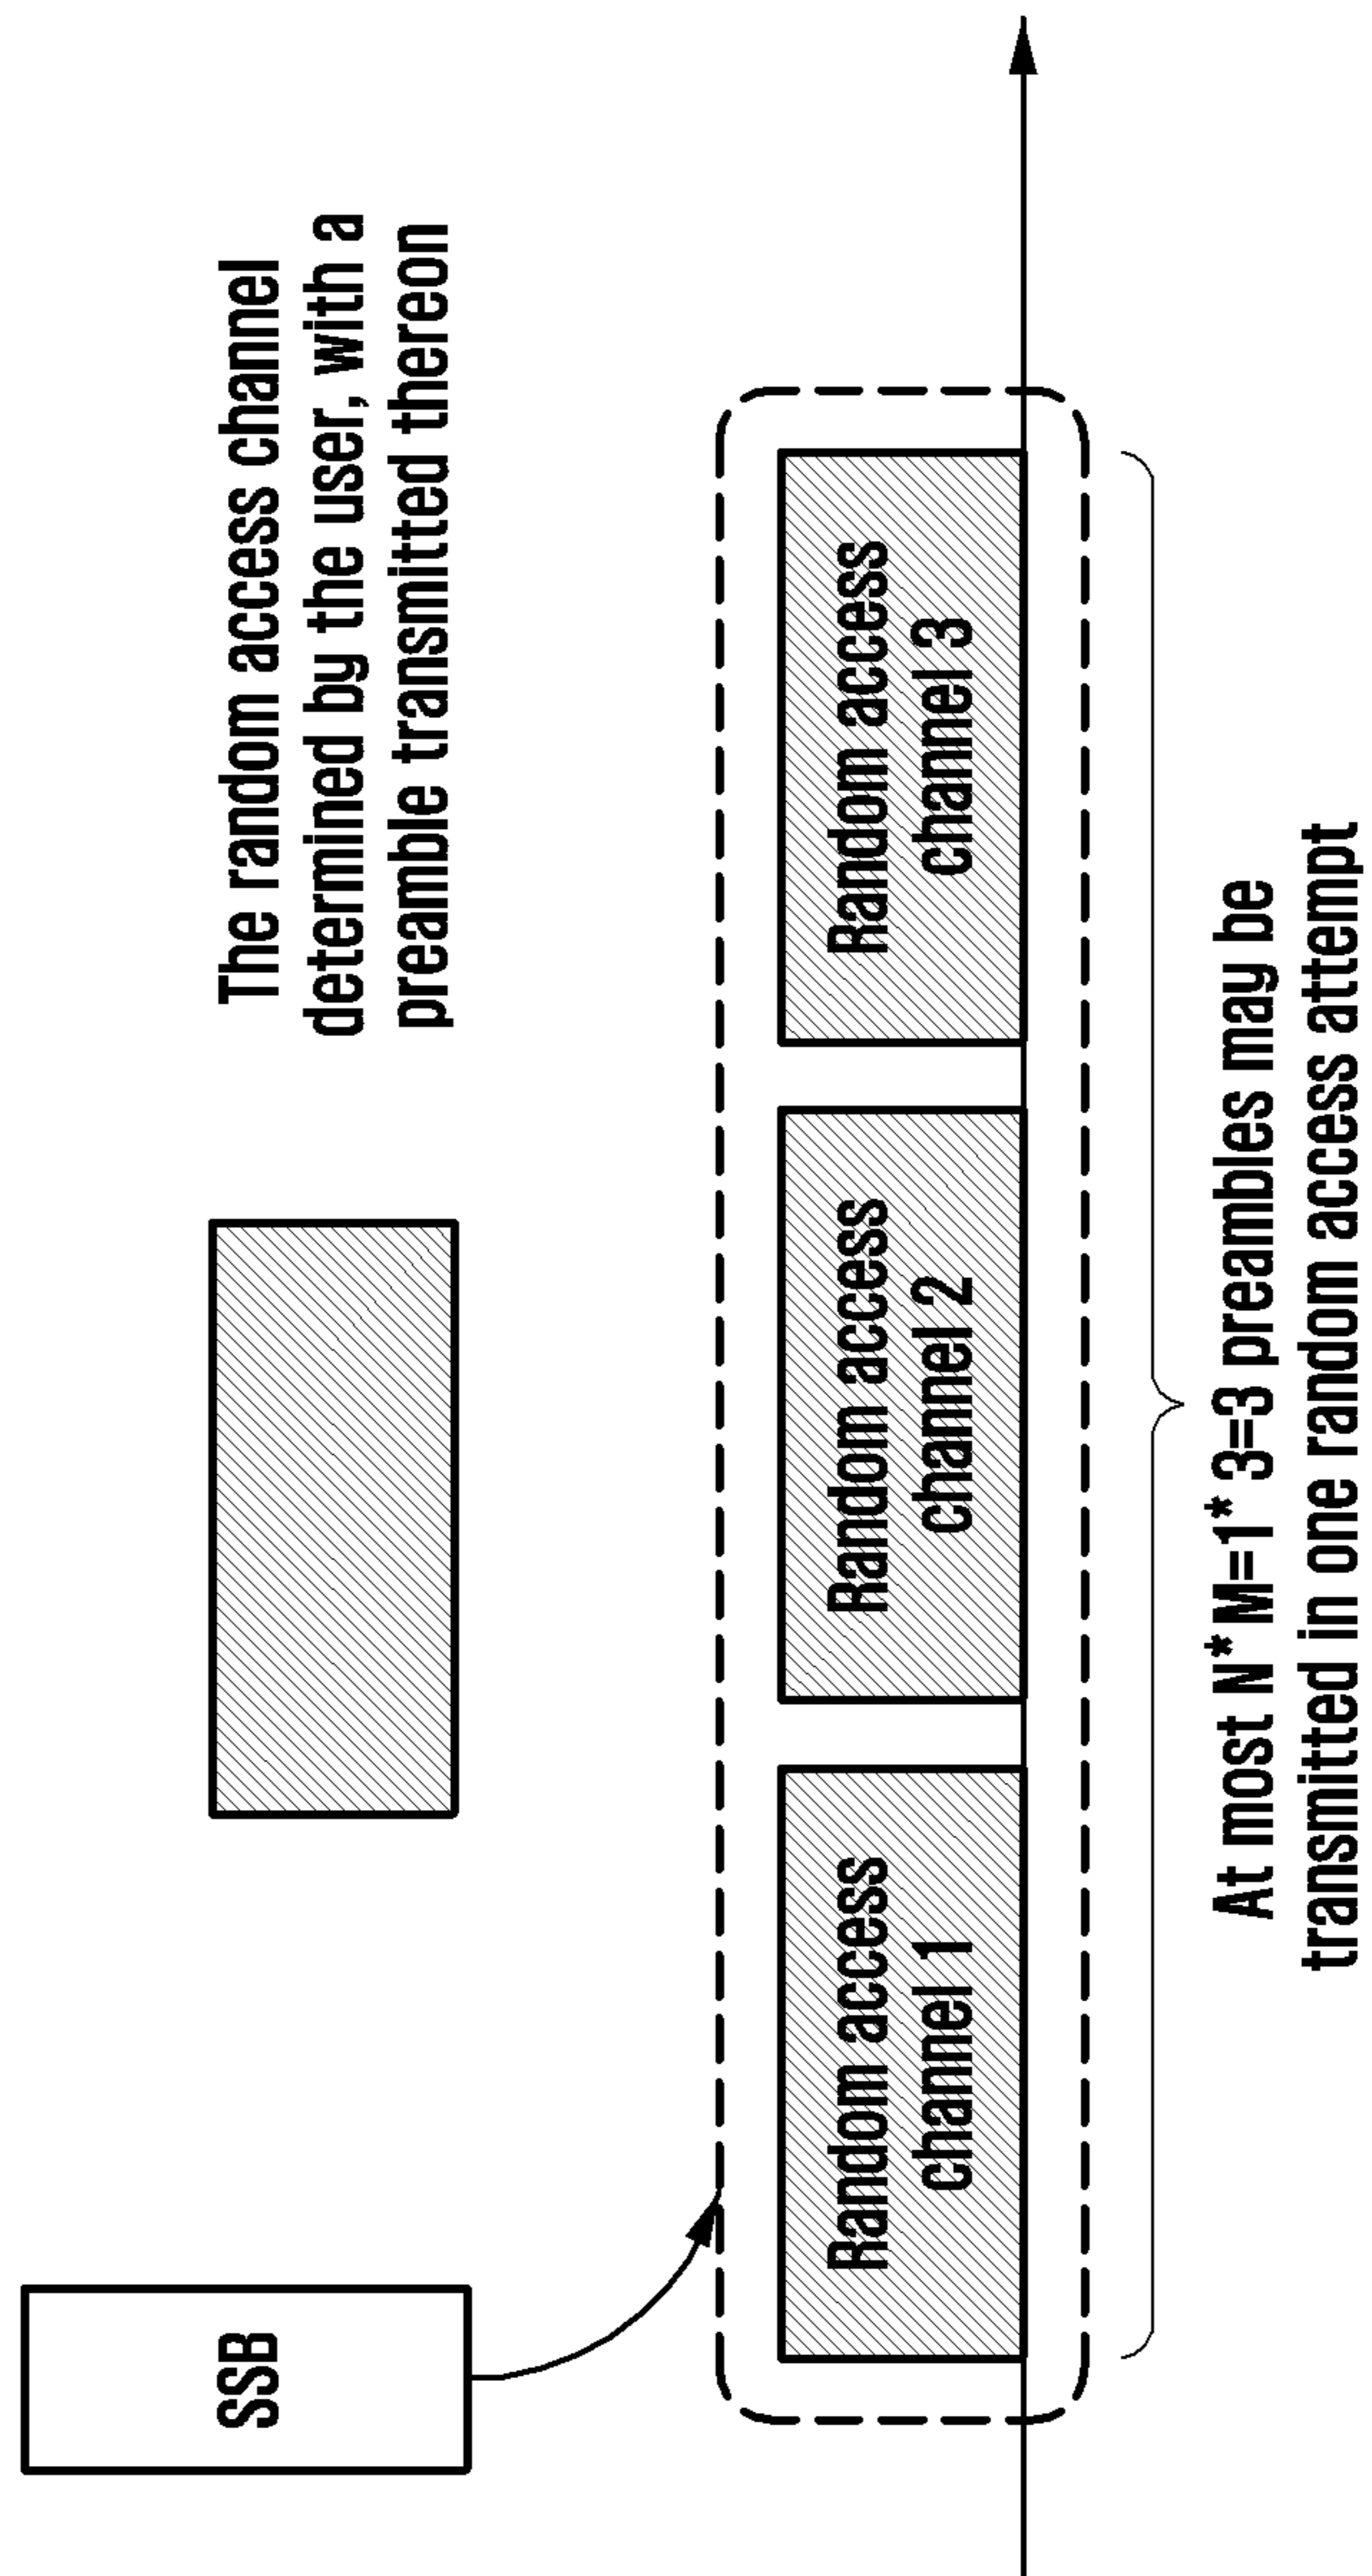 SSB
The random access channel
determined by the user, with a
preamble transmitted thereon
Random access
channel 1
Random access
channel 2
Random access
channel 3
At most N*M=1*3=3 preambles may be
transmitted in one random access attempt